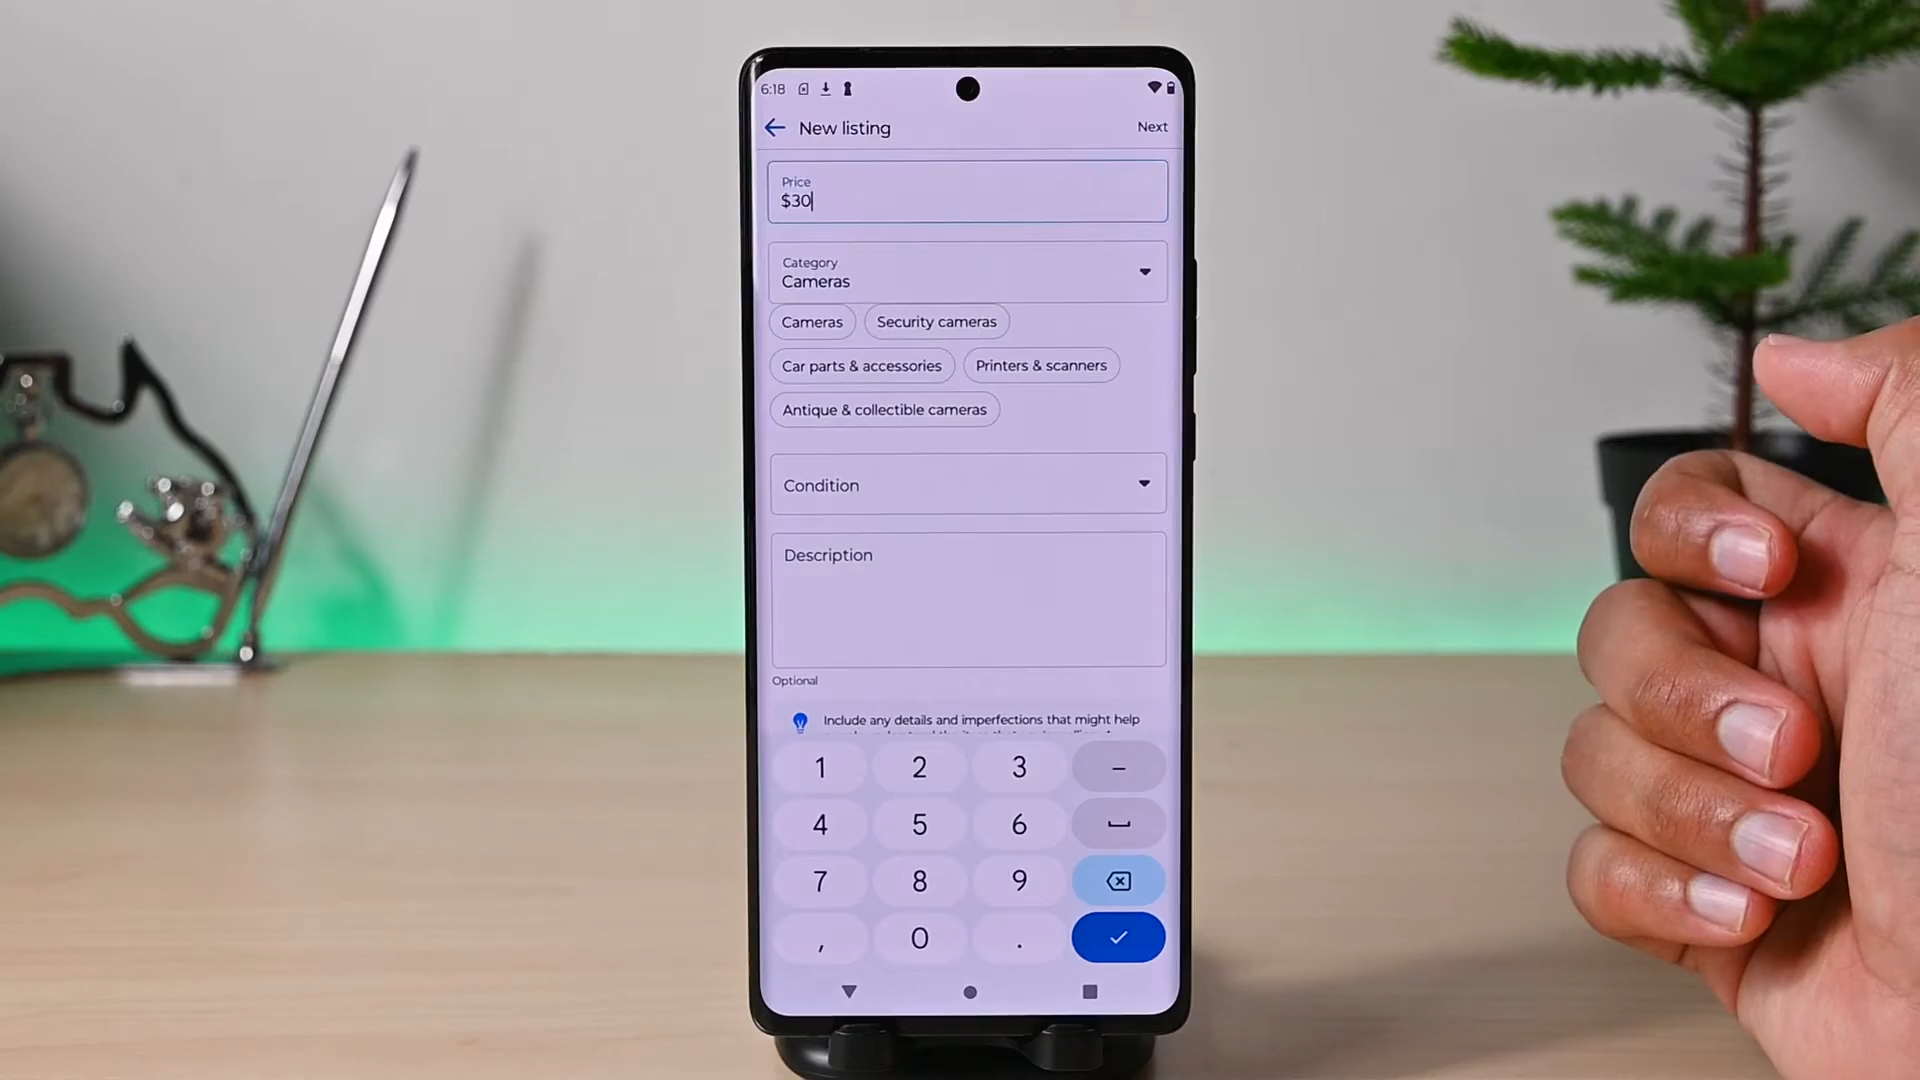 6:18
New listing
Next
Price
$30
Category
Cameras
Cameras
Security cameras
Car parts & accessories
Printers & scanners
Antique & collectible cameras
Condition
Description
Optional
Include any details and imperfections that might help
1 2 3 –
4 5 6
7 8 9
, 0 .